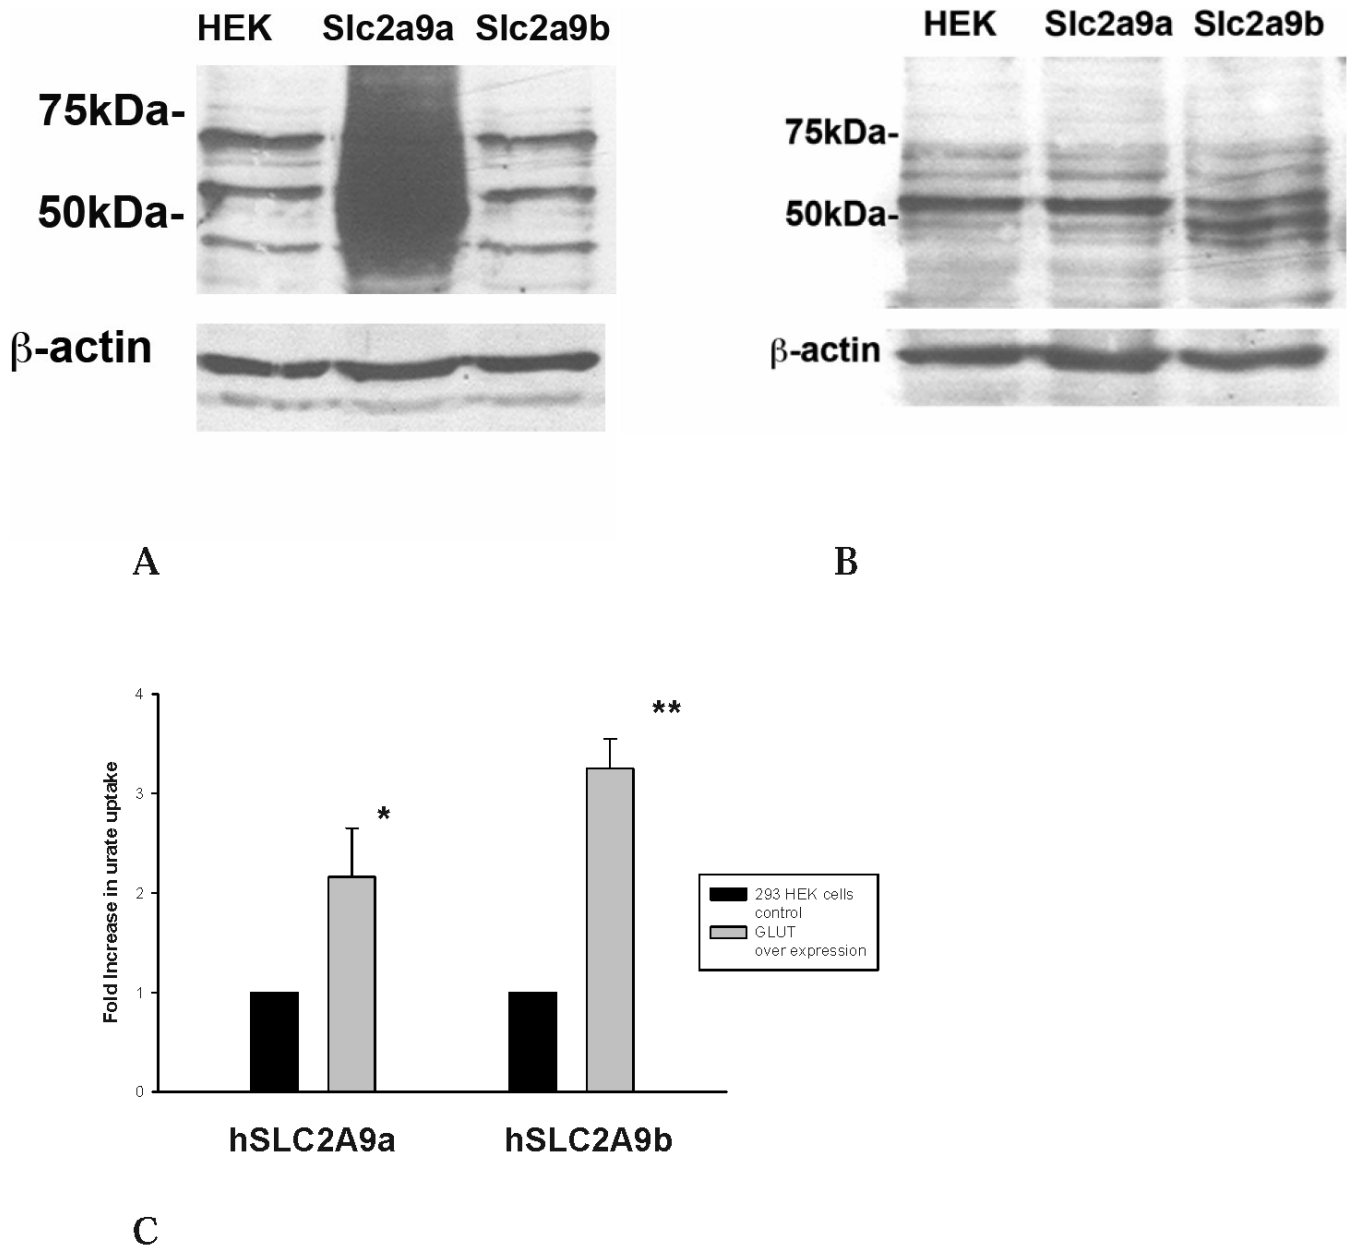 HEK Slc2a9a Slc2a9b
75kDa-
50kDa-
β-actin
A
HEK Slc2a9a Slc2a9b
75kDa-
50kDa-
β-actin
B
Fold Increase in urate uptake
4
3
2
1
0
*
**
293 HEK cells
control
GLUT
over expression
hSLC2A9a hSLC2A9b
C